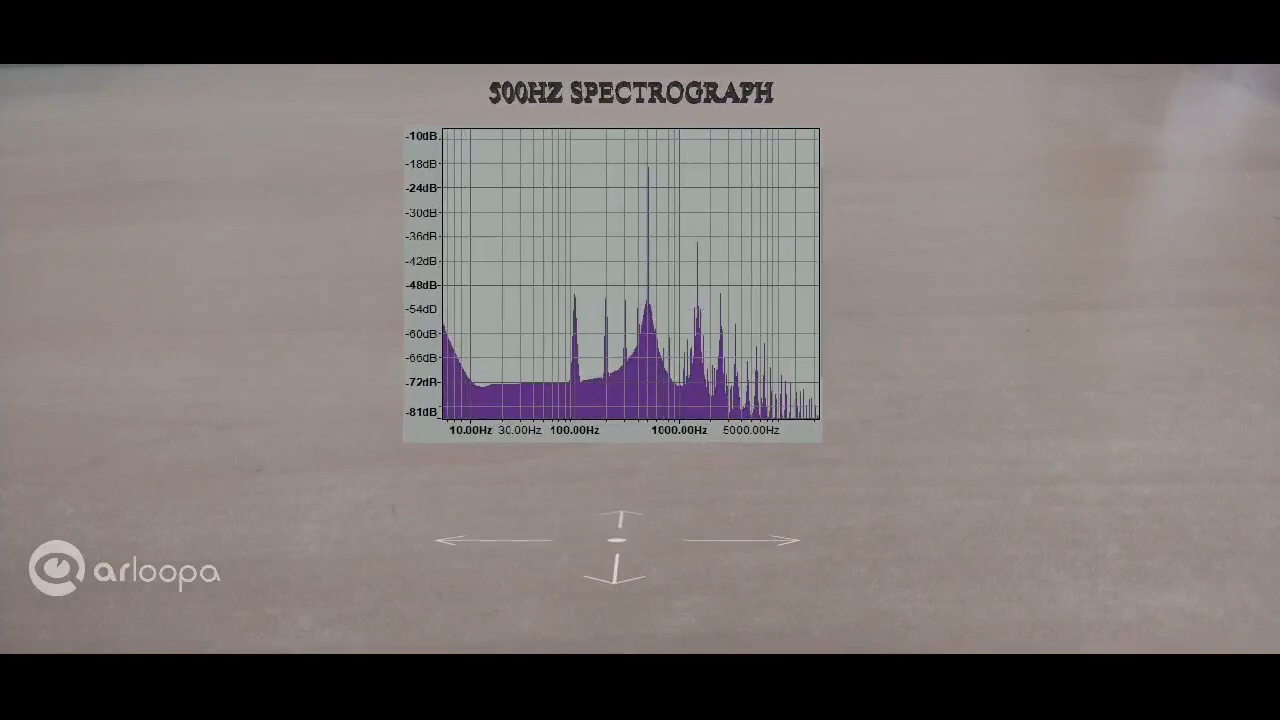 500HZ SPECTROGRAPH
-10dB
-18dB
-24dB
-30dB
-36dB
-42dB
-48dB
-54dB
-60dB
-66dB
-72dB
-81dB
10.00Hz 30.00Hz 100.00Hz 1000.00Hz 5000.00Hz
arloopa